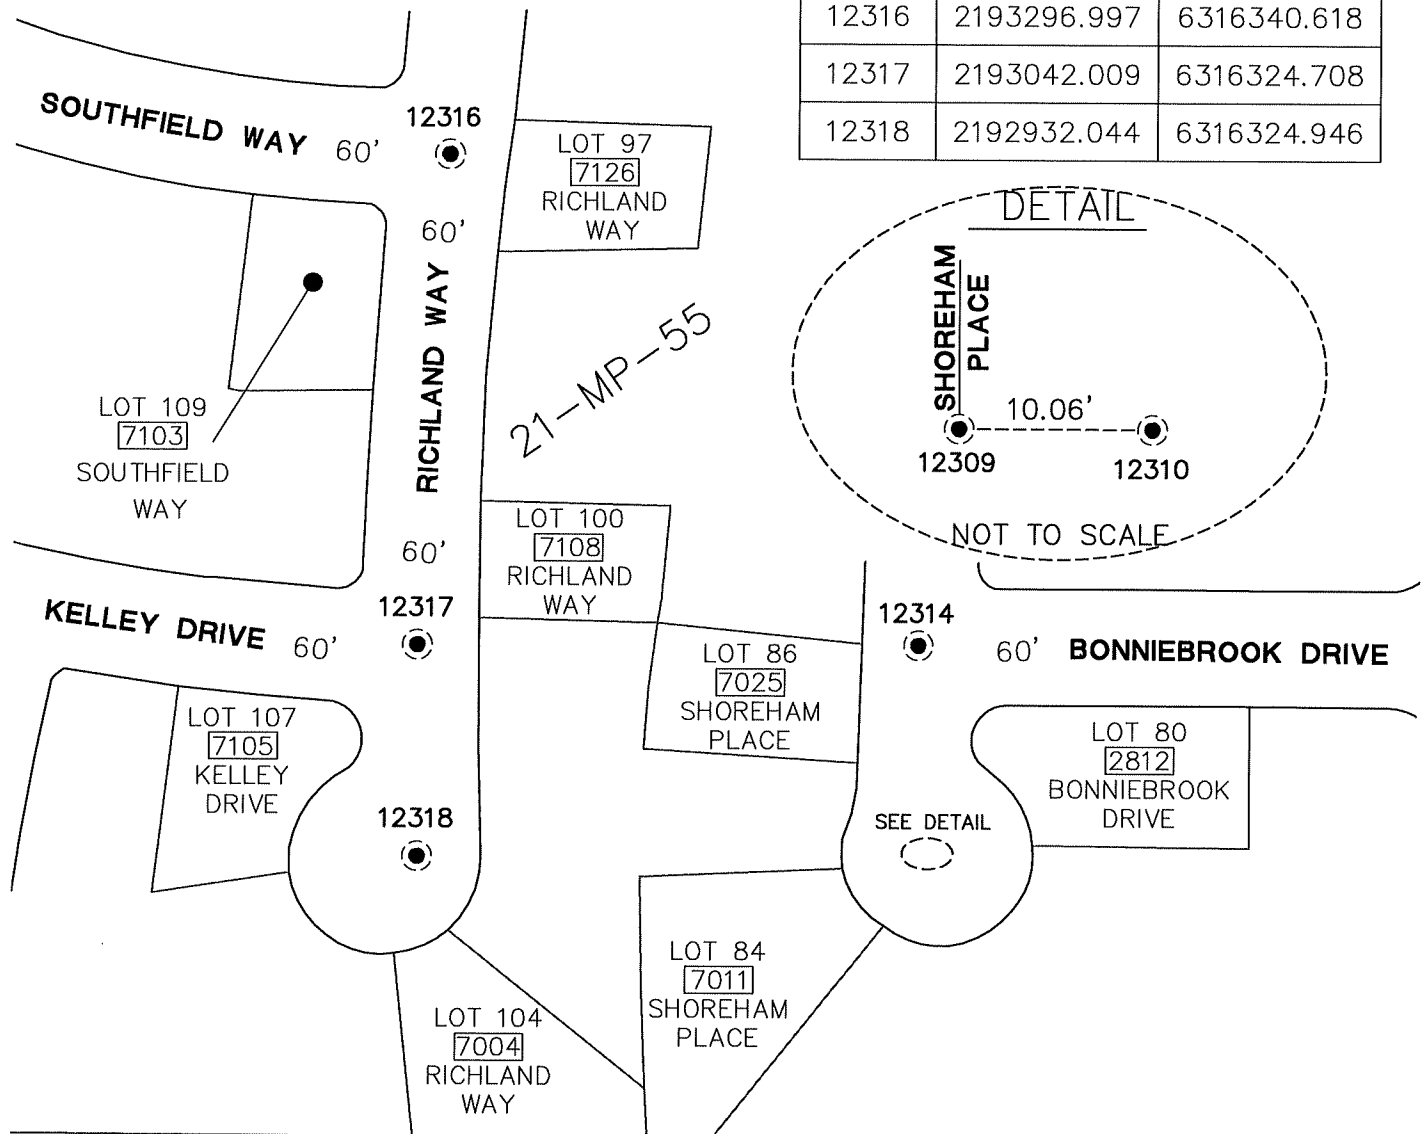 12316 2193296.997 6316340.618
12317 2193042.009 6316324.708
12318 2192932.044 6316324.946
SOUTHFIELD WAY 60'
12316
LOT 97
7126
RICHLAND
WAY
60'
RICHLAND WAY
21-MP-55
DETAIL
SHOREHAM
PLACE
10.06'
12309
12310
NOT TO SCALE
LOT 109
7103
SOUTHFIELD
WAY
60'
LOT 100
7108
RICHLAND
WAY
KELLEY DRIVE 60'
12317
12314
60' BONNIEBROOK DRIVE
LOT 86
7025
SHOREHAM
PLACE
LOT 107
7105
KELLEY
DRIVE
LOT 80
2812
BONNIEBROOK
DRIVE
12318
SEE DETAIL
LOT 84
7011
SHOREHAM
PLACE
LOT 104
7004
RICHLAND
WAY